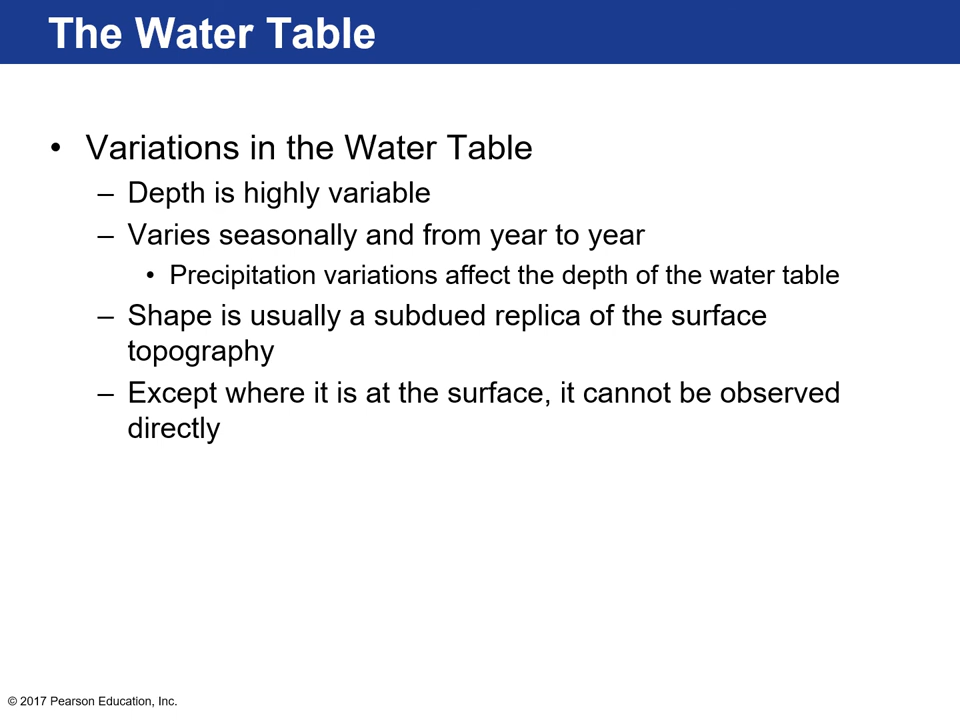 The Water Table
• Variations in the Water Table
– Depth is highly variable
– Varies seasonally and from year to year
• Precipitation variations affect the depth of the water table
– Shape is usually a subdued replica of the surface
topography
– Except where it is at the surface, it cannot be observed
directly
© 2017 Pearson Education, Inc.